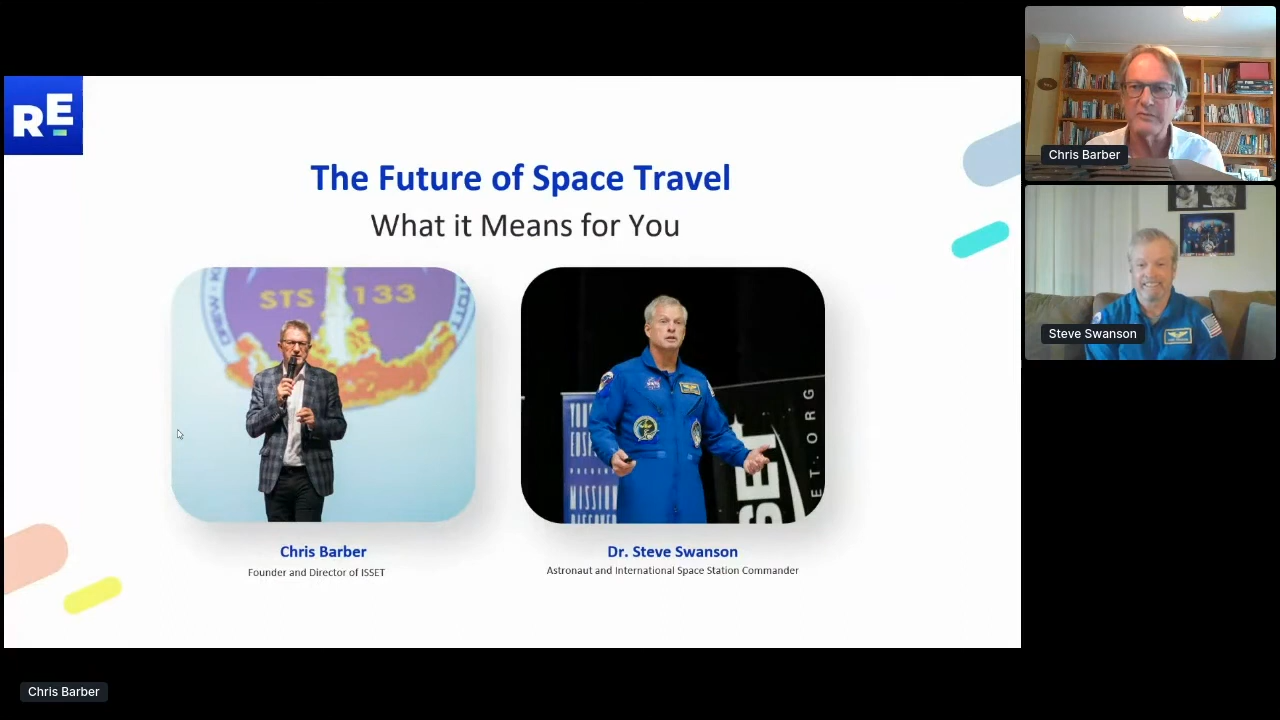 RE
The Future of Space Travel
What it Means for You
STS 133
Chris Barber
Founder and Director of ISSET
Dr. Steve Swanson
Astronaut and International Space Station Commander
Chris Barber
Steve Swanson
Chris Barber